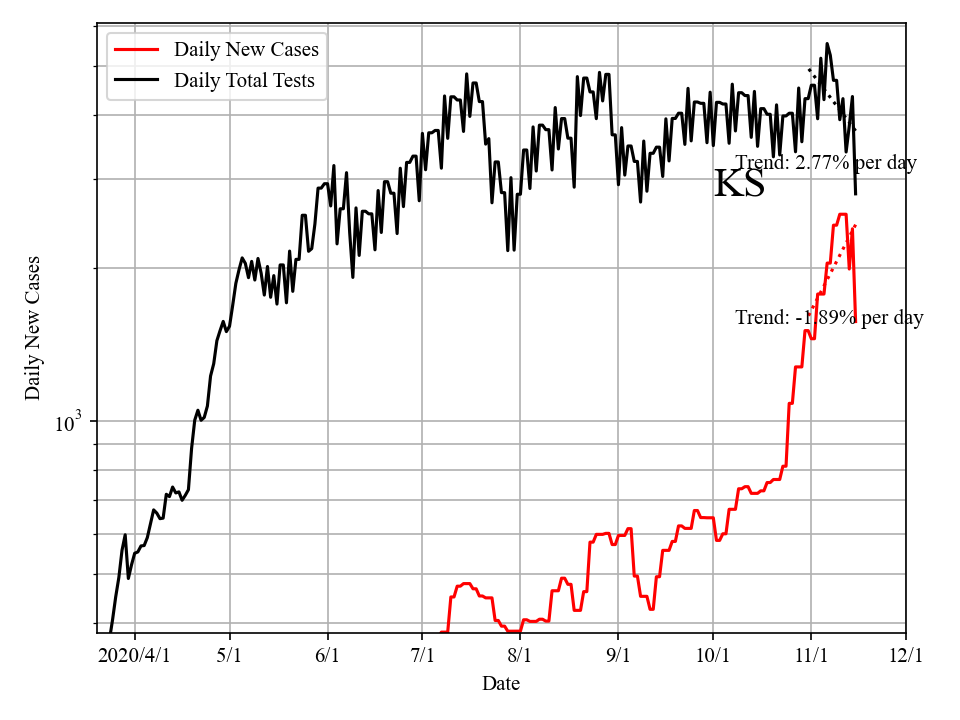 Daily New Cases
Daily Total Tests
Trend: 2.77% per day
KS
Trend: -1.89% per day
Daily New Cases
10³
2020/4/1 5/1 6/1 7/1 8/1 9/1 10/1 11/1 12/1
Date